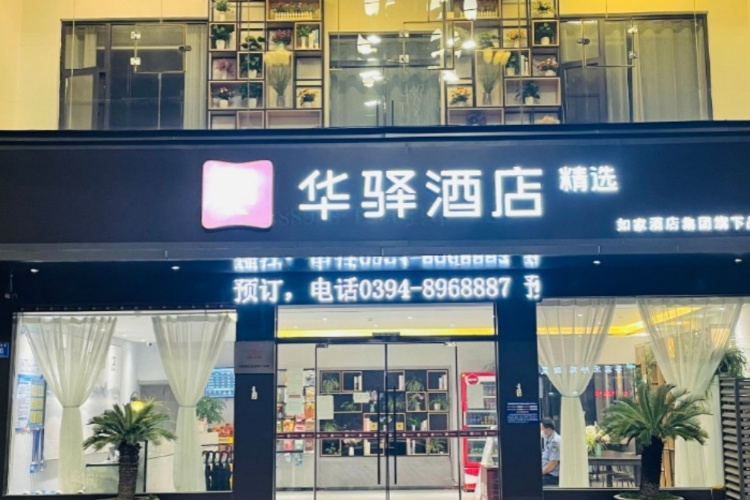 华驿酒店 精选
如家酒店集团旗下
预订，电话0394-8968887 预